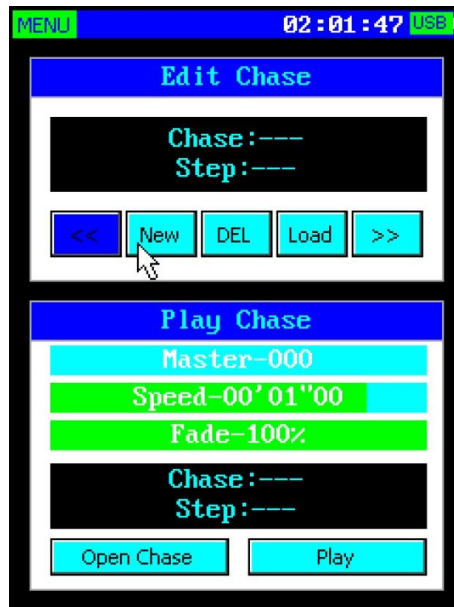 MENU 02:01:47 USB
Edit Chase
Chase:---
Step:---
<< New DEL Load >>
Play Chase
Master-000
Speed-00'01"00
Fade-100%
Chase:---
Step:---
Open Chase Play